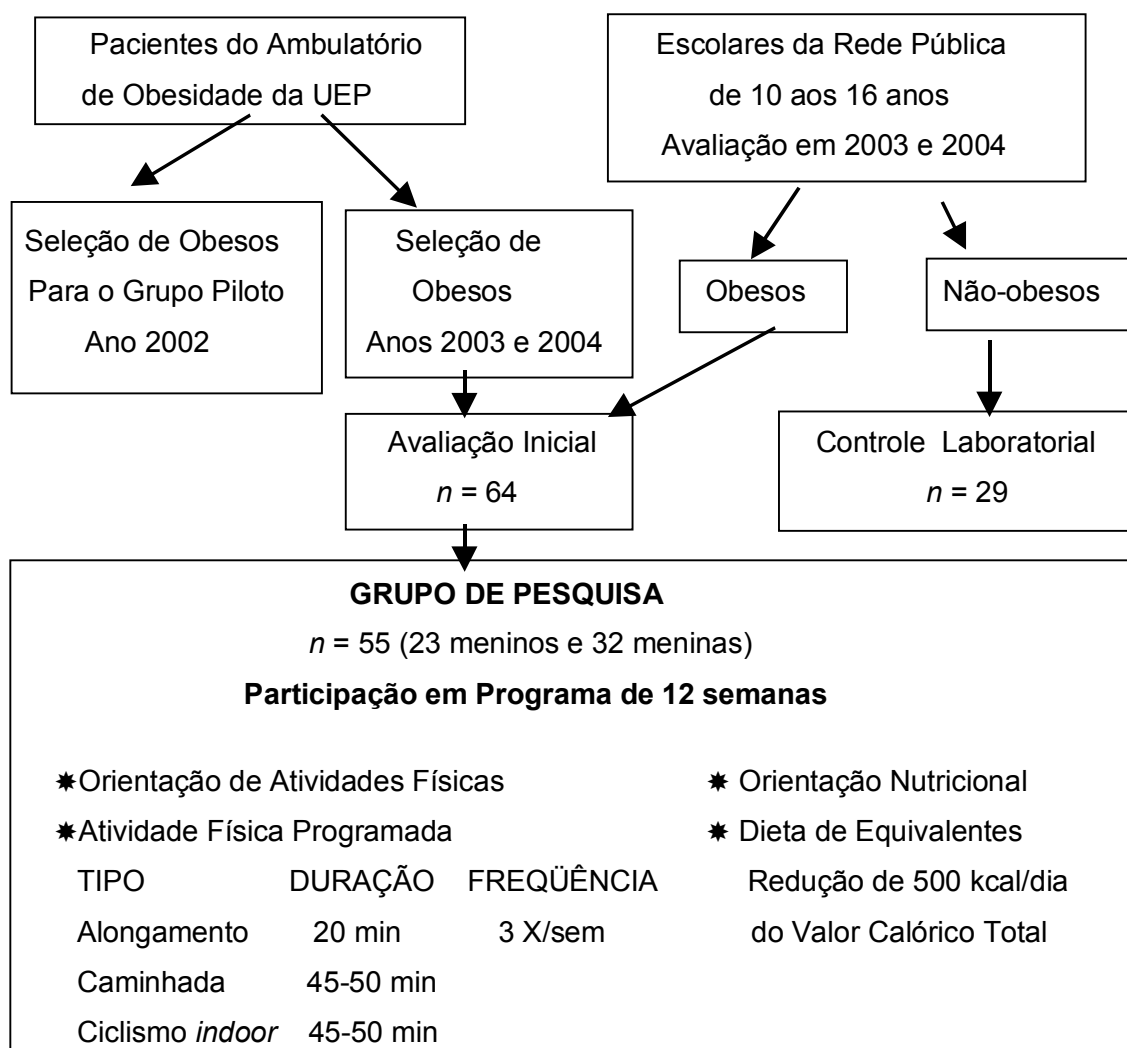 Pacientes do Ambulatório
de Obesidade da UEP
Escolares da Rede Pública
de 10 aos 16 anos
Avaliação em 2003 e 2004
Seleção de Obesos
Para o Grupo Piloto
Ano 2002
Seleção de
Obesos
Anos 2003 e 2004
Obesos
Não-obesos
Avaliação Inicial
n = 64
Controle Laboratorial
n = 29
GRUPO DE PESQUISA
n = 55 (23 meninos e 32 meninas)
Participação em Programa de 12 semanas
✷Orientação de Atividades Físicas
✷Atividade Física Programada
TIPO DURAÇÃO FREQÜÊNCIA
Alongamento 20 min 3 X/sem
Caminhada 45-50 min
Ciclismo indoor 45-50 min
✷ Orientação Nutricional
✷ Dieta de Equivalentes
Redução de 500 kcal/dia
do Valor Calórico Total